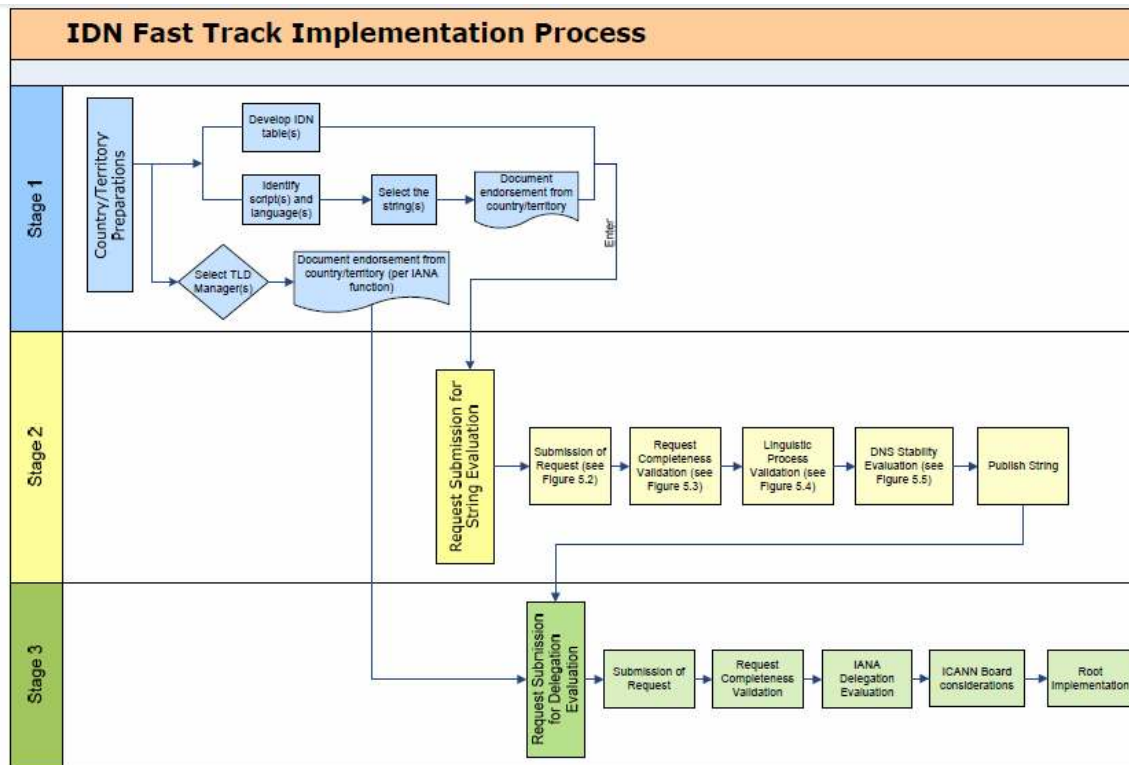 IDN Fast Track Implementation Process
Stage 1
Country/Territory
Preparations
Develop IDN
table(s)
Identify
script(s) and
language(s)
Select the
string(s)
Document
endorsement from
country/territory
Enter
Select TLD
Manager(s)
Document endorsement from
country/territory (per IANA
function)
Stage 2
Request Submission for
String Evaluation
Submission of
Request (see
Figure 5.2)
Request
Completeness
Validation (see
Figure 5.3)
Linguistic
Process
Validation (see
Figure 5.4)
DNS Stability
Evaluation (see
Figure 5.5)
Publish String
Stage 3
Request Submission
for Delegation
Evaluation
Submission of
Request
Request
Completeness
Validation
IANA
Delegation
Evaluation
ICANN Board
considerations
Root
Implementation